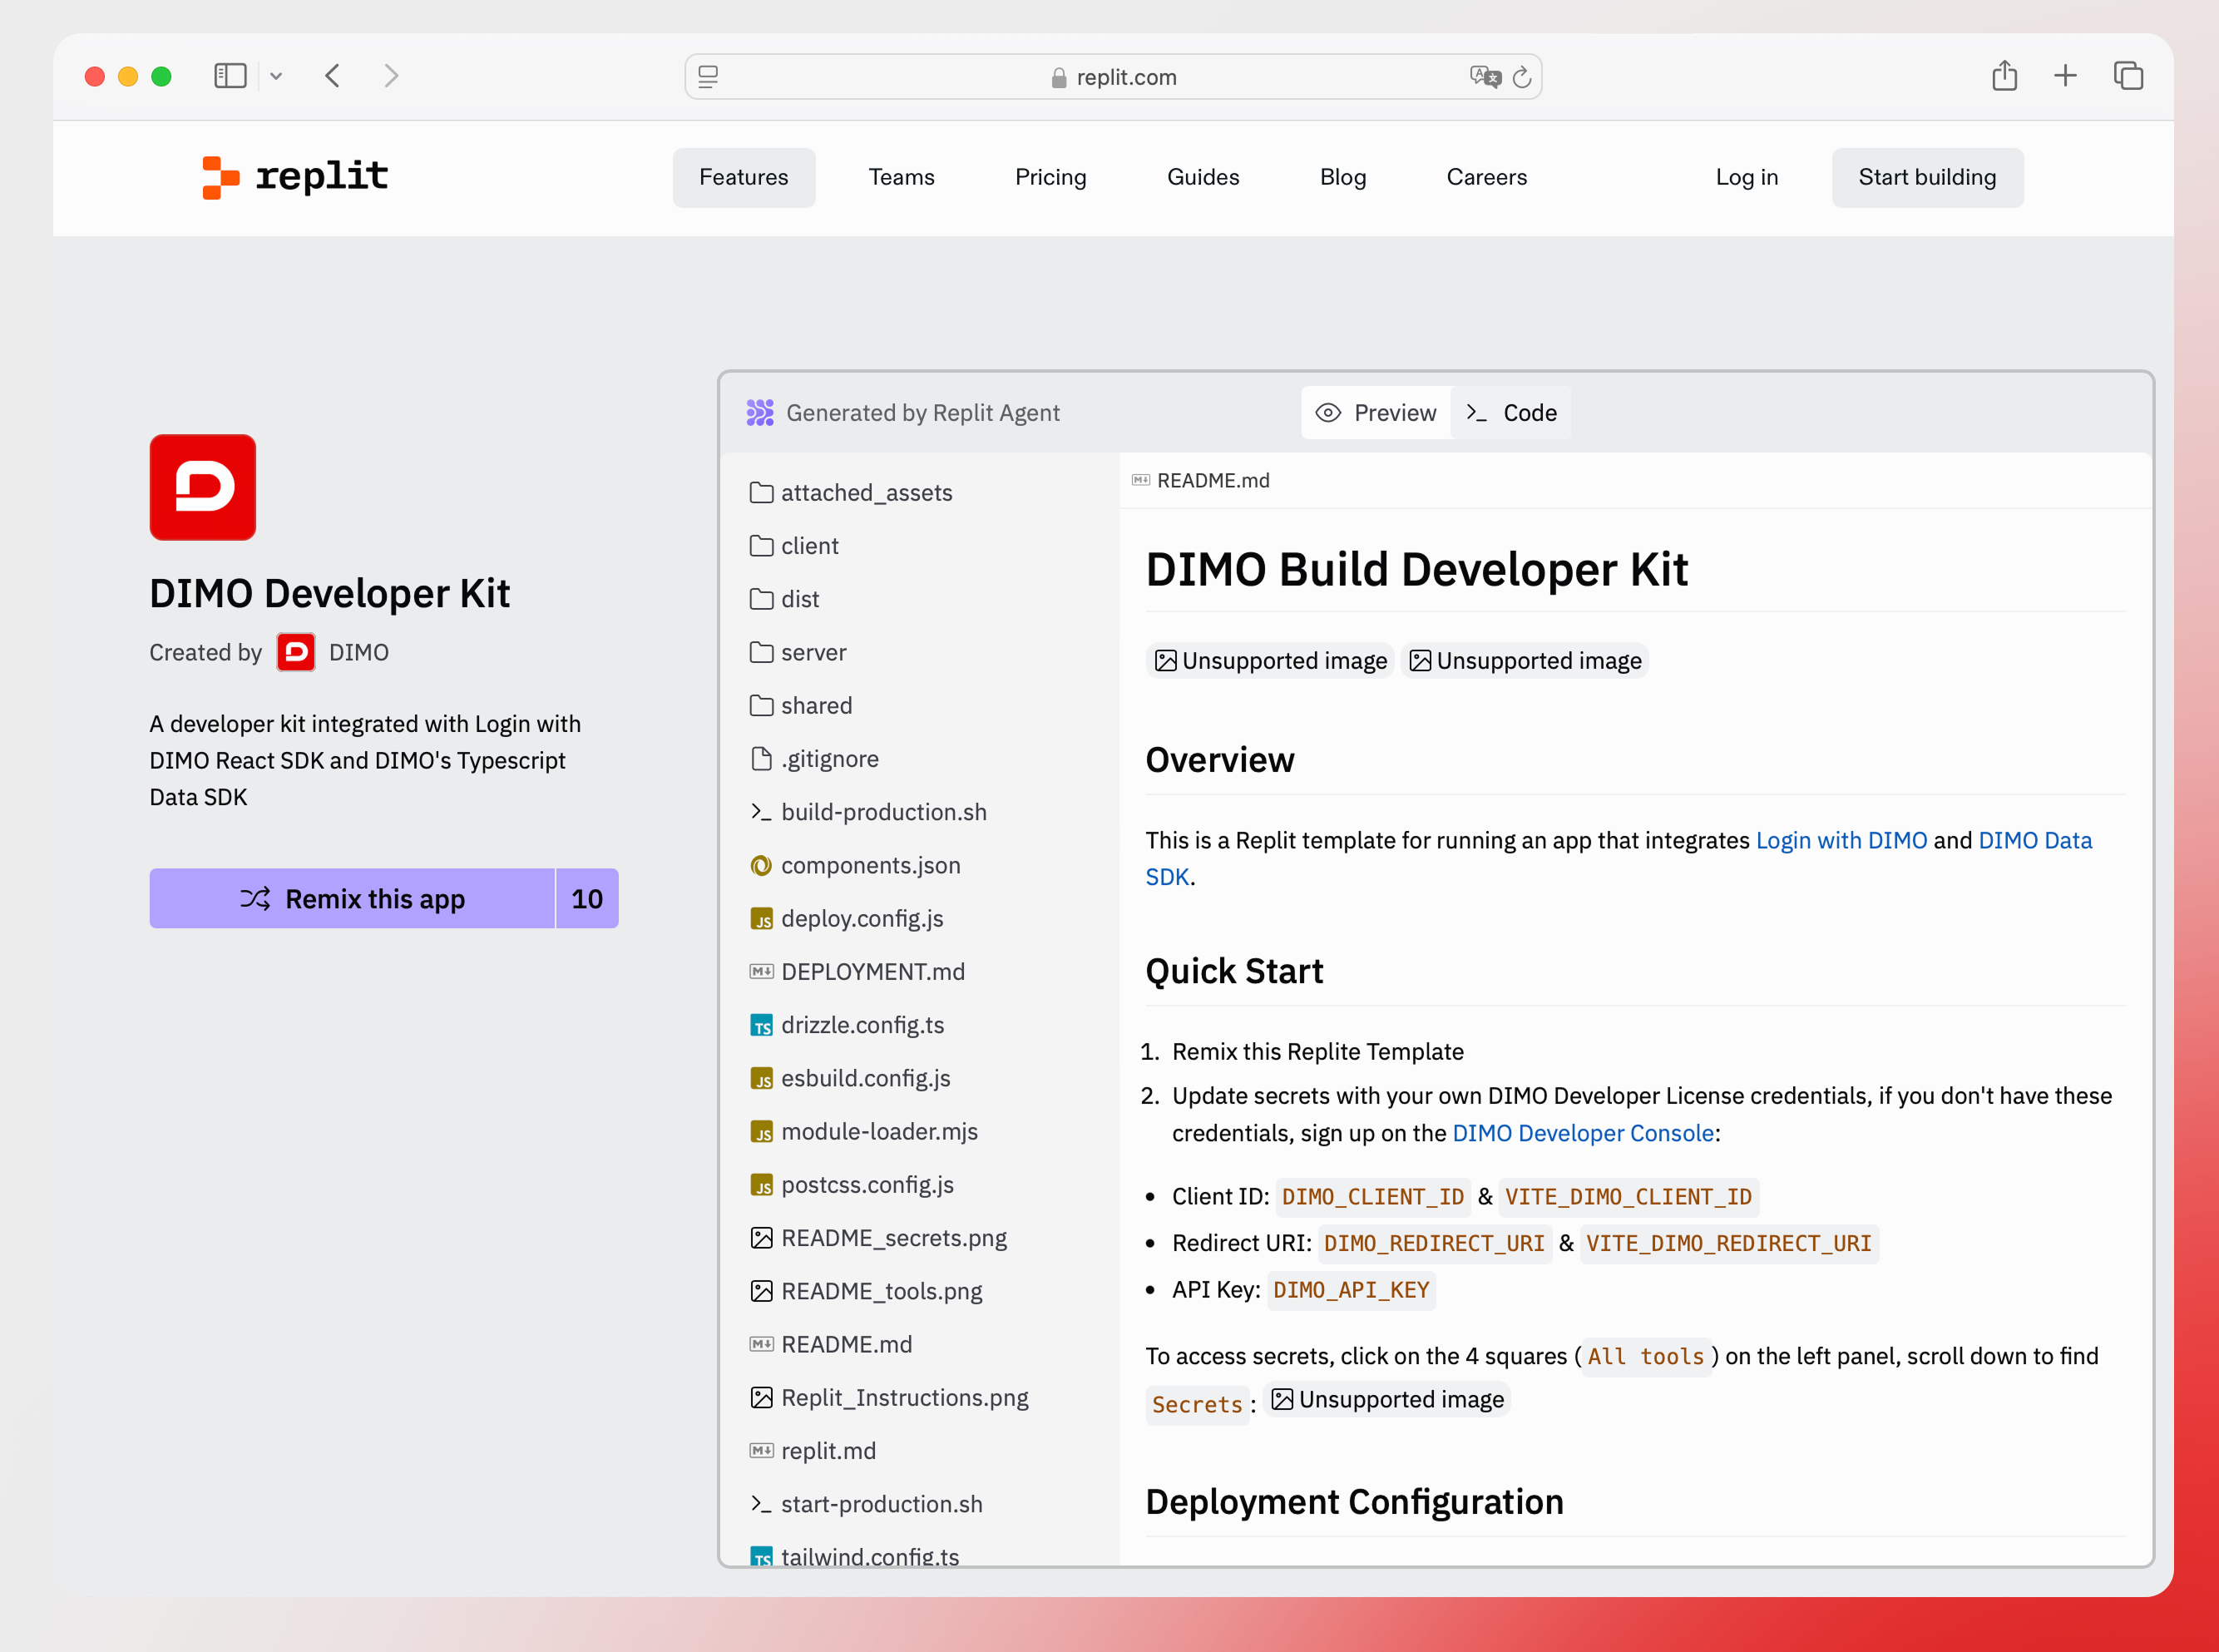 replit.com
replit
Features
Teams
Pricing
Guides
Blog
Careers
Log in
Start building
DIMO Developer Kit
Created by DIMO
A developer kit integrated with Login with
DIMO React SDK and DIMO's Typescript
Data SDK
Remix this app 10
Generated by Replit Agent
Preview
Code
attached_assets
client
dist
server
shared
.gitignore
build-production.sh
components.json
deploy.config.js
DEPLOYMENT.md
drizzle.config.ts
esbuild.config.js
module-loader.mjs
postcss.config.js
README_secrets.png
README_tools.png
README.md
Replit_Instructions.png
replit.md
start-production.sh
tailwind.config.ts
README.md
DIMO Build Developer Kit
Unsupported image Unsupported image
Overview
This is a Replit template for running an app that integrates Login with DIMO and DIMO Data
SDK.
Quick Start
1. Remix this Replite Template
2. Update secrets with your own DIMO Developer License credentials, if you don't have these
credentials, sign up on the DIMO Developer Console:
• Client ID: DIMO_CLIENT_ID & VITE_DIMO_CLIENT_ID
• Redirect URI: DIMO_REDIRECT_URI & VITE_DIMO_REDIRECT_URI
• API Key: DIMO_API_KEY
To access secrets, click on the 4 squares ( All tools ) on the left panel, scroll down to find
Secrets : Unsupported image
Deployment Configuration